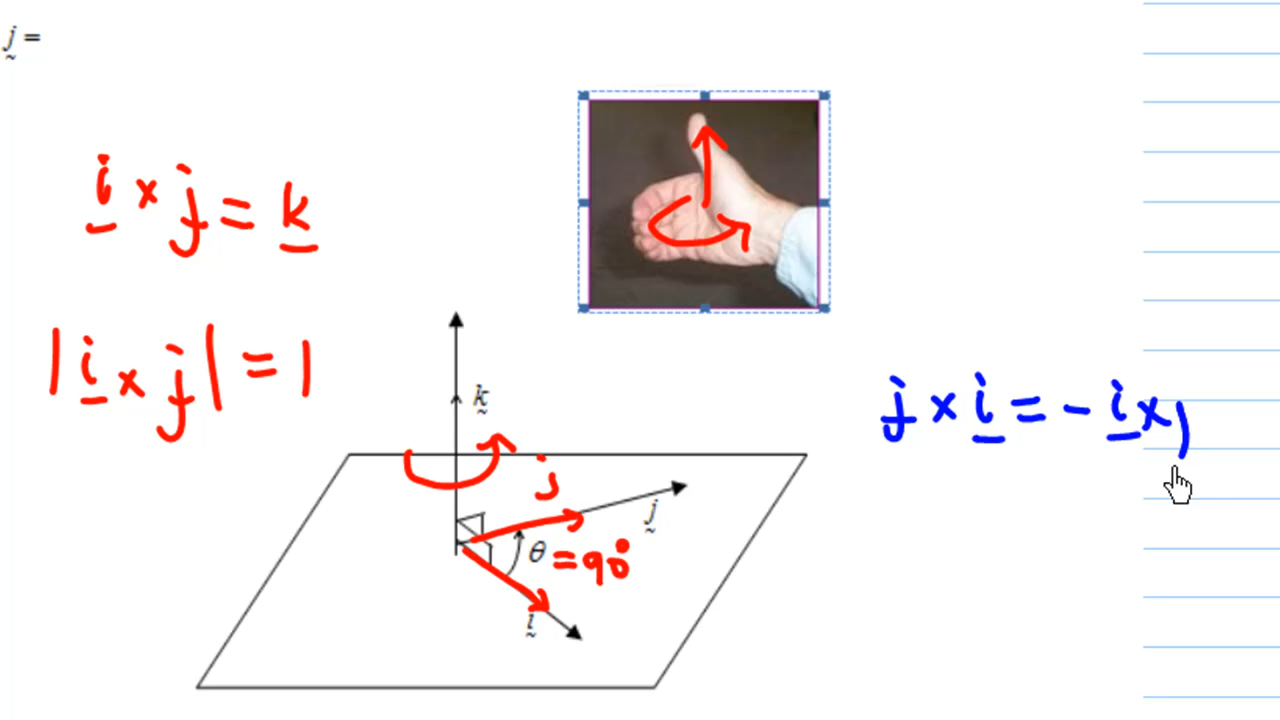 j =
i × j = k
|i × j| = 1
k
j
j
θ = 90°
i
j × i = - i × j